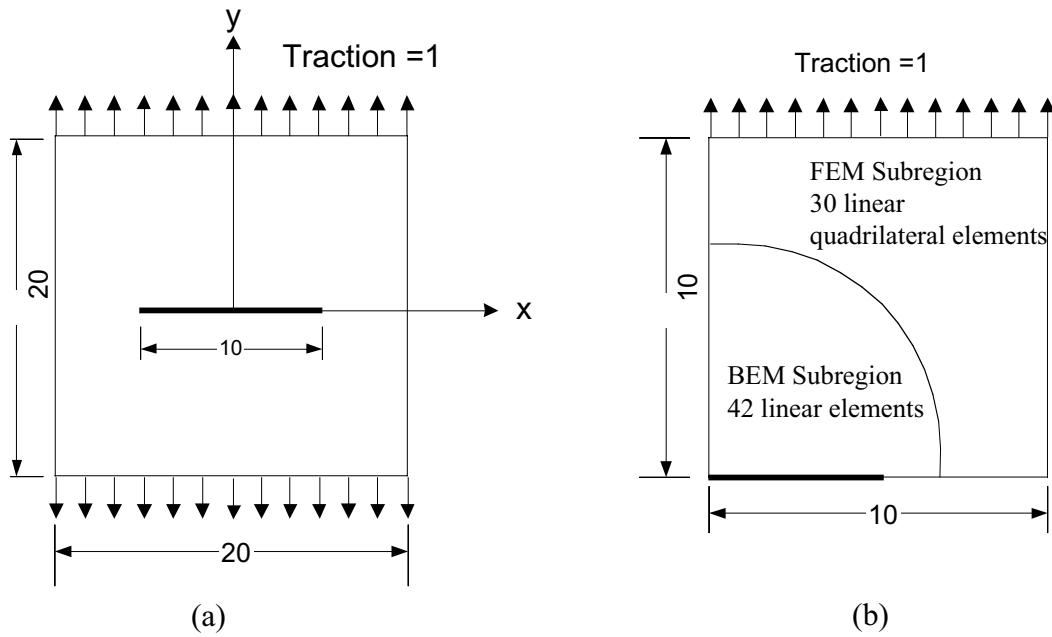 y
Traction =1
x
20
10
20
(a)
Traction =1
FEM Subregion
30 linear
quadrilateral elements
10
BEM Subregion
42 linear elements
10
(b)